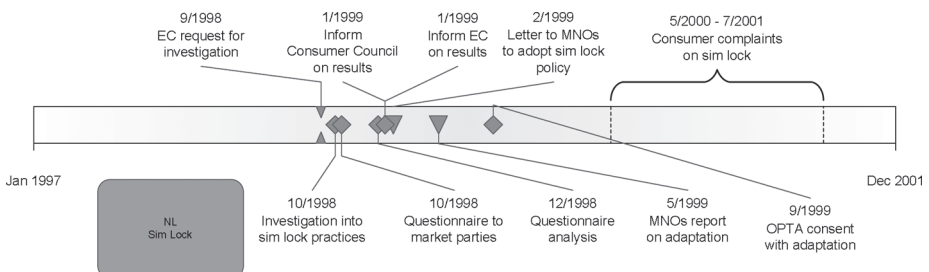 9/1998
EC request for
investigation
1/1999
Inform
Consumer Council
on results
1/1999
Inform EC
on results
2/1999
Letter to MNOs
to adopt sim lock
policy
5/2000 - 7/2001
Consumer complaints
on sim lock
Jan 1997
Dec 2001
NL
Sim Lock
10/1998
Investigation into
sim lock practices
10/1998
Questionnaire to
market parties
12/1998
Questionnaire
analysis
5/1999
MNOs report
on adaptation
9/1999
OPTA consent
with adaptation